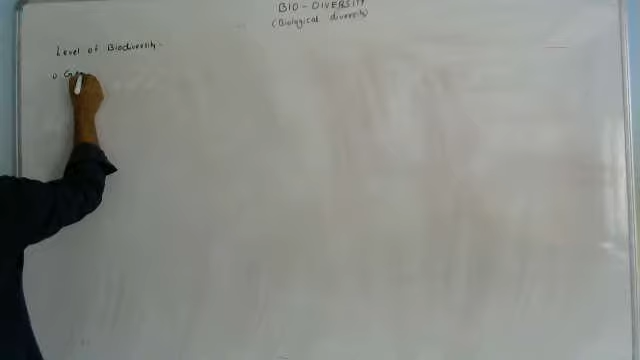 BIO - DIVERSITY
(Biological diversity)
Level of Biodiversity.